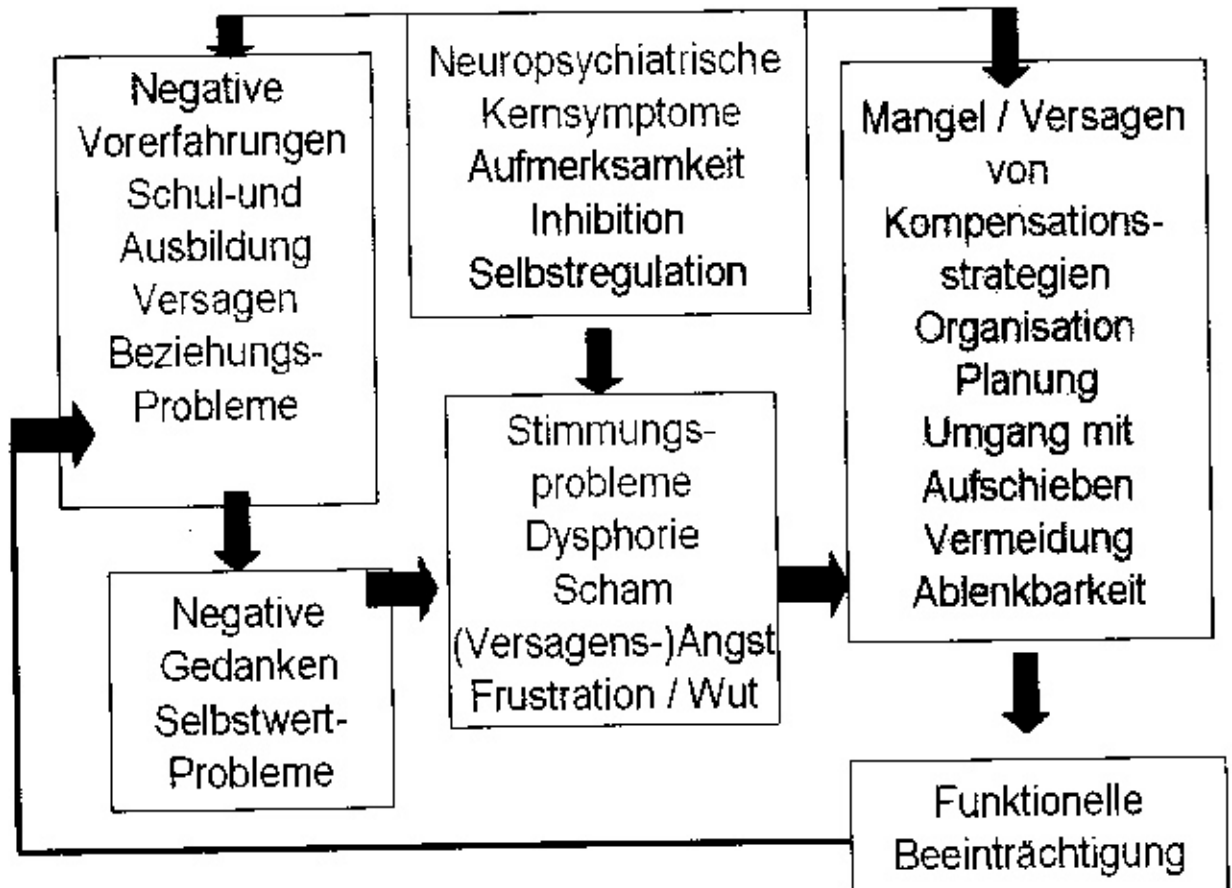 Negative
Vorerfahrungen
Schul-und
Ausbildung
Versagen
Beziehungs-
Probleme
Neuropsychiatrische
Kernsymptome
Aufmerksamkeit
Inhibition
Selbstregulation
Mangel / Versagen
von
Kompensations-
strategien
Organisation
Planung
Umgang mit
Aufschieben
Vermeidung
Ablenkbarkeit
Negative
Gedanken
Selbstwert-
Probleme
Stimmungs-
probleme
Dysphorie
Scham
(Versagens-)Angst
Frustration / Wut
Funktionelle
Beeinträchtigung